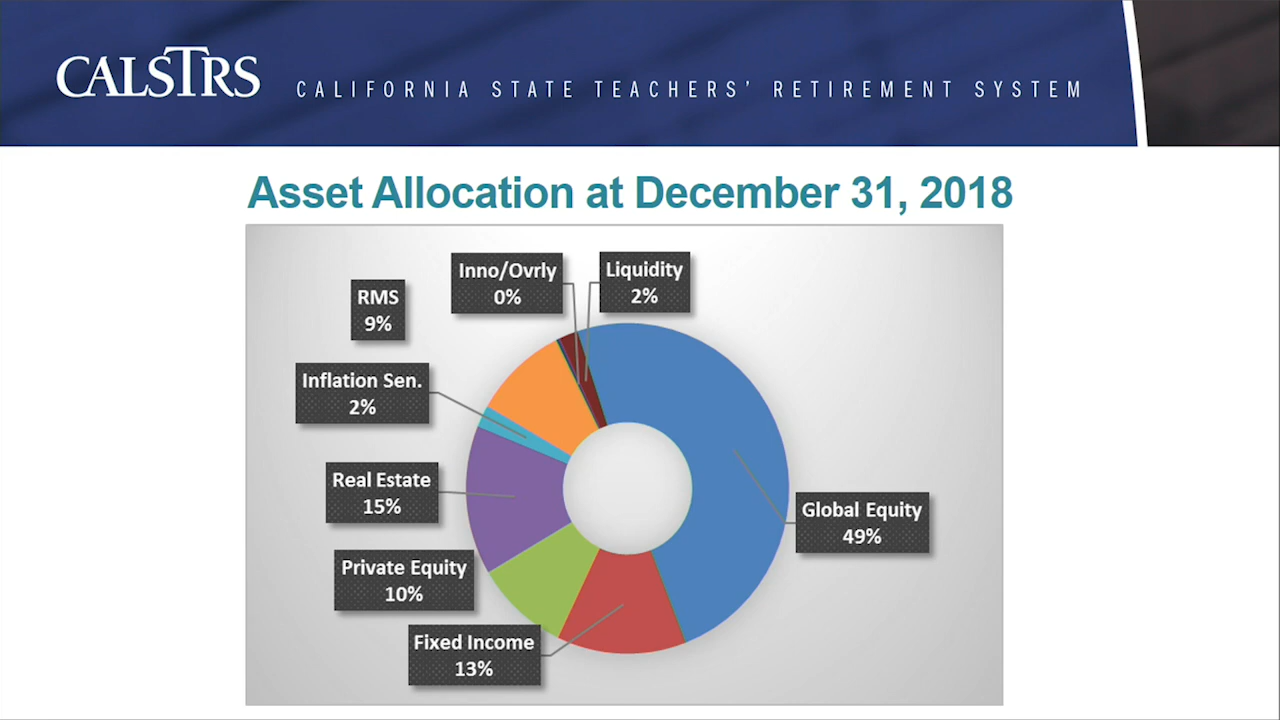 CALSTRS
CALIFORNIA STATE TEACHERS' RETIREMENT SYSTEM
Asset Allocation at December 31, 2018
Inno/Ovrly
0%
Liquidity
2%
RMS
9%
Inflation Sen.
2%
Real Estate
15%
Global Equity
49%
Private Equity
10%
Fixed Income
13%